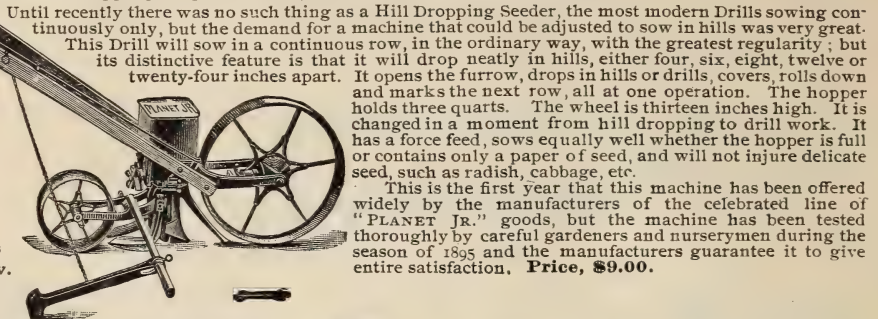 Until recently there was no such thing as a Hill Dropping Seeder, the most modern Drills sowing con-
tinuously only, but the demand for a machine that could be adjusted to sow in hills was very great.
This Drill will sow in a continuous row, in the ordinary way, with the greatest regularity ; but
its distinctive feature is that it will drop neatly in hills, either four, six, eight, twelve or
twenty-four inches apart. It opens the furrow, drops in hills or drills, covers, rolls down
and marks the next row, all at one operation. The hopper
holds three quarts. The wheel is thirteen inches high. It is
changed in a moment from hill dropping to drill work. It
has a force feed, sows equally well whether the hopper is full
or contains only a paper of seed, and will not injure delicate
seed, such as radish, cabbage, etc.
This is the first year that this machine has been offered
widely by the manufacturers of the celebrated line of
"PLANET JR." goods, but the machine has been tested
thoroughly by careful gardeners and nurserymen during the
season of 1895 and the manufacturers guarantee it to give
entire satisfaction. Price, $9.00.
PLANET JR